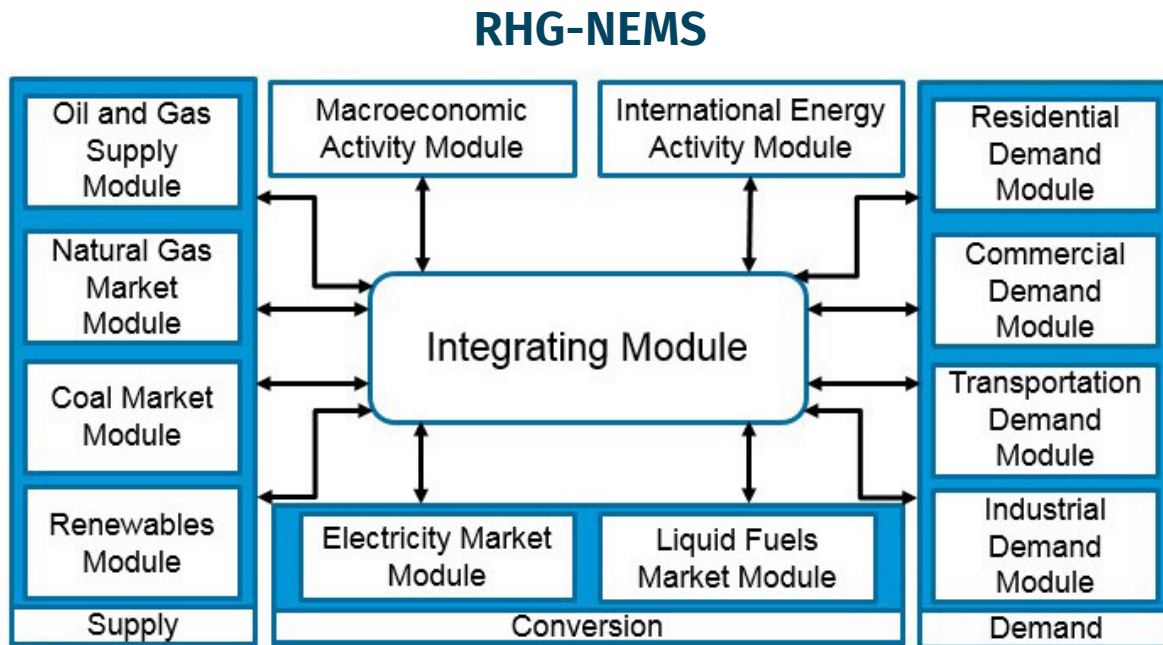 RHG-NEMS
Oil and Gas
Supply
Module
Natural Gas
Market
Module
Coal Market
Module
Renewables
Module
Supply
Macroeconomic
Activity Module
International Energy
Activity Module
Integrating Module
Electricity Market
Module
Liquid Fuels
Market Module
Conversion
Residential
Demand
Module
Commercial
Demand
Module
Transportation
Demand
Module
Industrial
Demand
Module
Demand